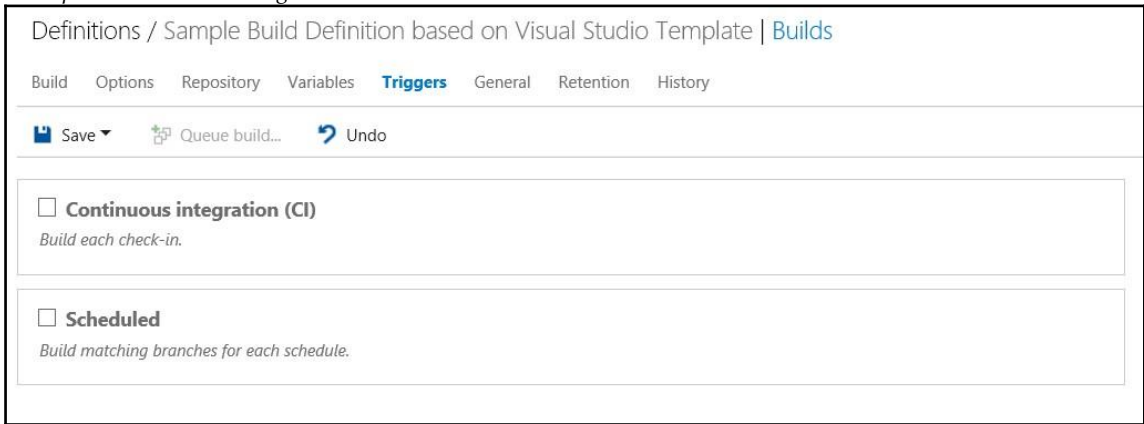 Definitions / Sample Build Definition based on Visual Studio Template | Builds
Build Options Repository Variables Triggers General Retention History
Save Queue build... Undo
Continuous integration (CI)
Build each check-in.
Scheduled
Build matching branches for each schedule.